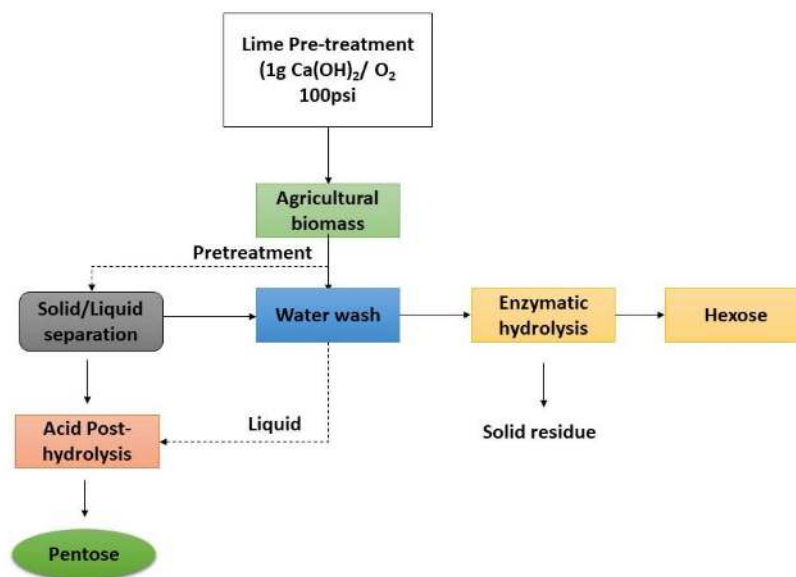 Lime Pre-treatment
(1g Ca(OH)₂/ O₂
100psi
Agricultural
biomass
Pretreatment
Solid/Liquid
separation
Water wash
Enzymatic
hydrolysis
Hexose
Acid Post-
hydrolysis
Liquid
Solid residue
Pentose